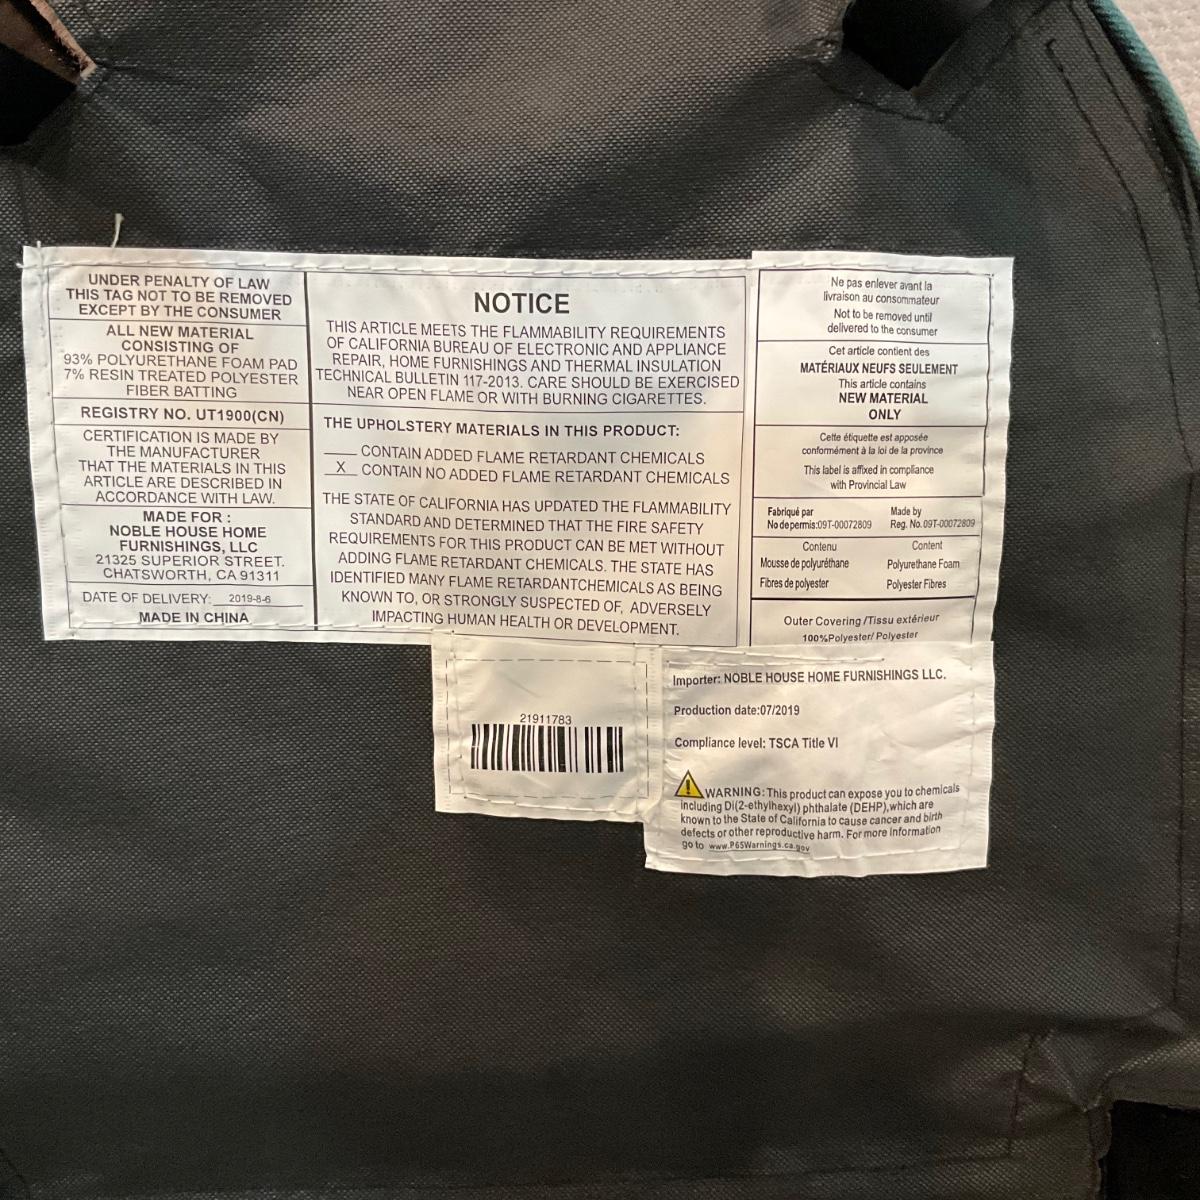 UNDER PENALTY OF LAW
THIS TAG NOT TO BE REMOVED
EXCEPT BY THE CONSUMER
ALL NEW MATERIAL
CONSISTING OF
93% POLYURETHANE FOAM PAD
7% RESIN TREATED POLYESTER
FIBER BATTING
REGISTRY NO. UT1900(CN)
CERTIFICATION IS MADE BY
THE MANUFACTURER
THAT THE MATERIALS IN THIS
ARTICLE ARE DESCRIBED IN
ACCORDANCE WITH LAW.
MADE FOR :
NOBLE HOUSE HOME
FURNISHINGS, LLC
21325 SUPERIOR STREET.
CHATSWORTH, CA 91311
DATE OF DELIVERY: 2019-8-6
MADE IN CHINA
NOTICE
THIS ARTICLE MEETS THE FLAMMABILITY REQUIREMENTS
OF CALIFORNIA BUREAU OF ELECTRONIC AND APPLIANCE
REPAIR, HOME FURNISHINGS AND THERMAL INSULATION
TECHNICAL BULLETIN 117-2013. CARE SHOULD BE EXERCISED
NEAR OPEN FLAME OR WITH BURNING CIGARETTES.
THE UPHOLSTERY MATERIALS IN THIS PRODUCT:
___ CONTAIN ADDED FLAME RETARDANT CHEMICALS
X CONTAIN NO ADDED FLAME RETARDANT CHEMICALS
THE STATE OF CALIFORNIA HAS UPDATED THE FLAMMABILITY
STANDARD AND DETERMINED THAT THE FIRE SAFETY
REQUIREMENTS FOR THIS PRODUCT CAN BE MET WITHOUT
ADDING FLAME RETARDANT CHEMICALS. THE STATE HAS
IDENTIFIED MANY FLAME RETARDANTCHEMICALS AS BEING
KNOWN TO, OR STRONGLY SUSPECTED OF, ADVERSELY
IMPACTING HUMAN HEALTH OR DEVELOPMENT.
Ne pas enlever avant la
livraison au consommateur
Not to be removed until
delivered to the consumer
Cet article contient des
MATÉRIAUX NEUFS SEULEMENT
This article contains
NEW MATERIAL
ONLY
Cette étiquette est apposée
conformément à la loi de la province
This label is affixed in compliance
with Provincial Law
Fabriqué par Made by
No de permis:09T-00072809 Reg. No. 09T-00072809
Contenu Content
Mousse de polyuréthane Polyurethane Foam
Fibres de polyester Polyester Fibres
Outer Covering /Tissu extérieur
100%Polyester/ Polyester
21911783
Importer: NOBLE HOUSE HOME FURNISHINGS LLC.
Production date:07/2019
Compliance level: TSCA Title VI
WARNING: This product can expose you to chemicals
including Di(2-ethylhexyl) phthalate (DEHP),which are
known to the State of California to cause cancer and birth
defects or other reproductive harm. For more information
go to www.P65Warnings.ca.gov